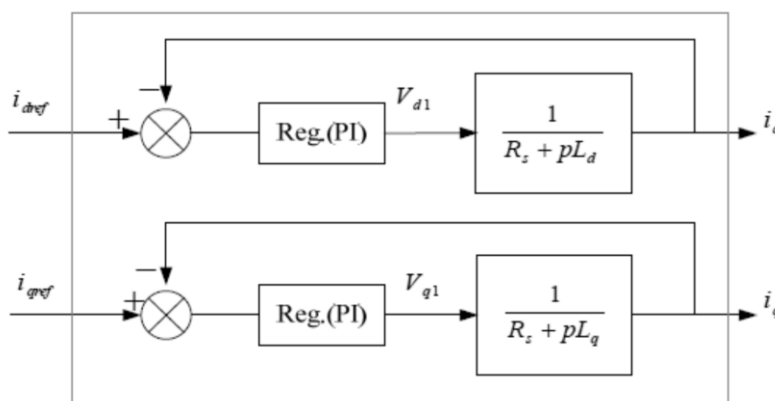 i_dref
+
−
Reg.(PI)
V_d1
1
R_s + pL_d
i_qref
+
−
Reg.(PI)
V_q1
1
R_s + pL_q